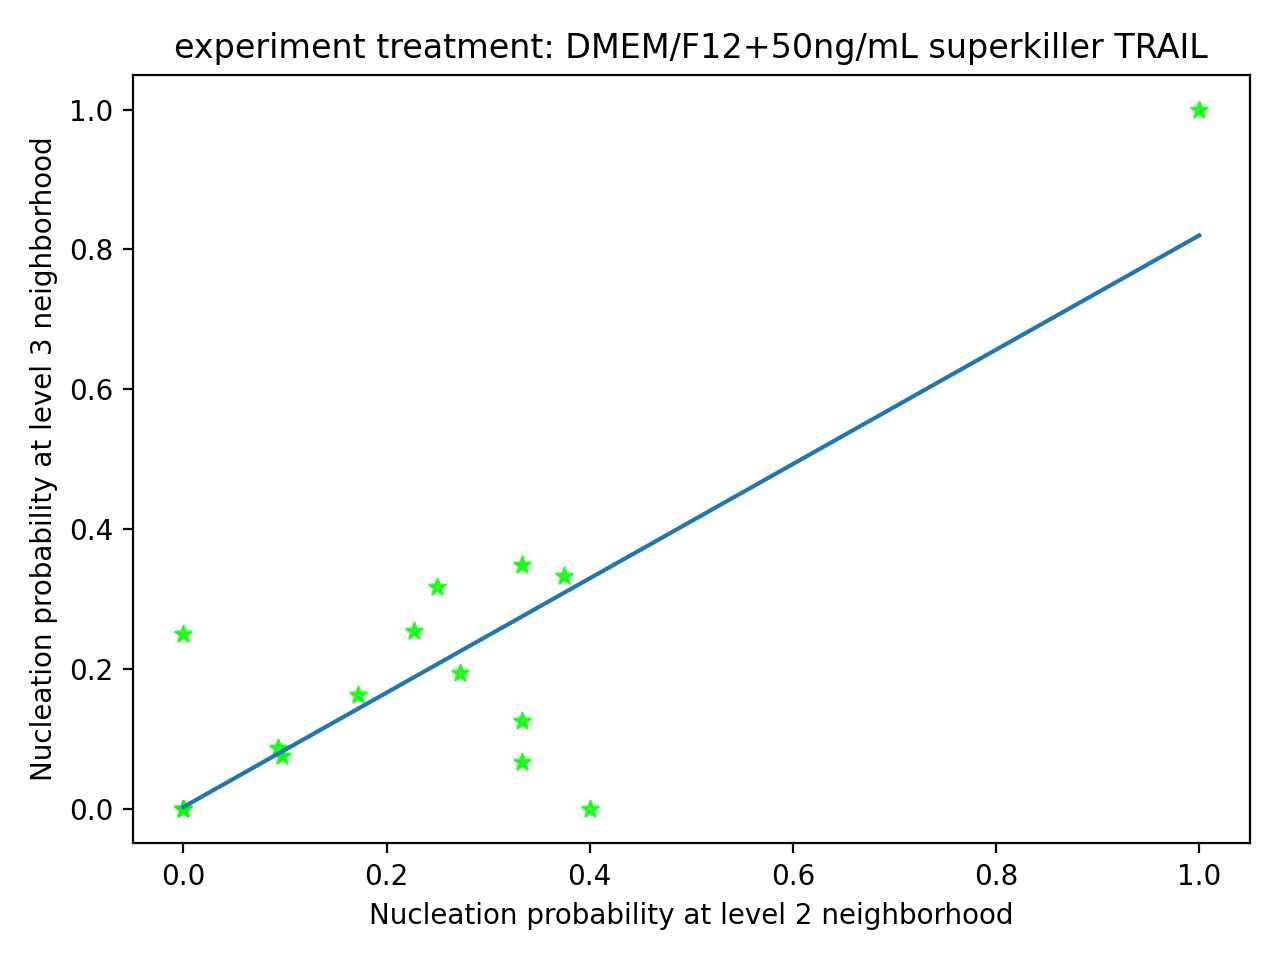 experiment treatment: DMEM/F12+50ng/mL superkiller TRAIL
Nucleation probability at level 3 neighborhood
1.0
0.8
0.6
0.4
0.2
0.0
0.0 0.2 0.4 0.6 0.8 1.0
Nucleation probability at level 2 neighborhood